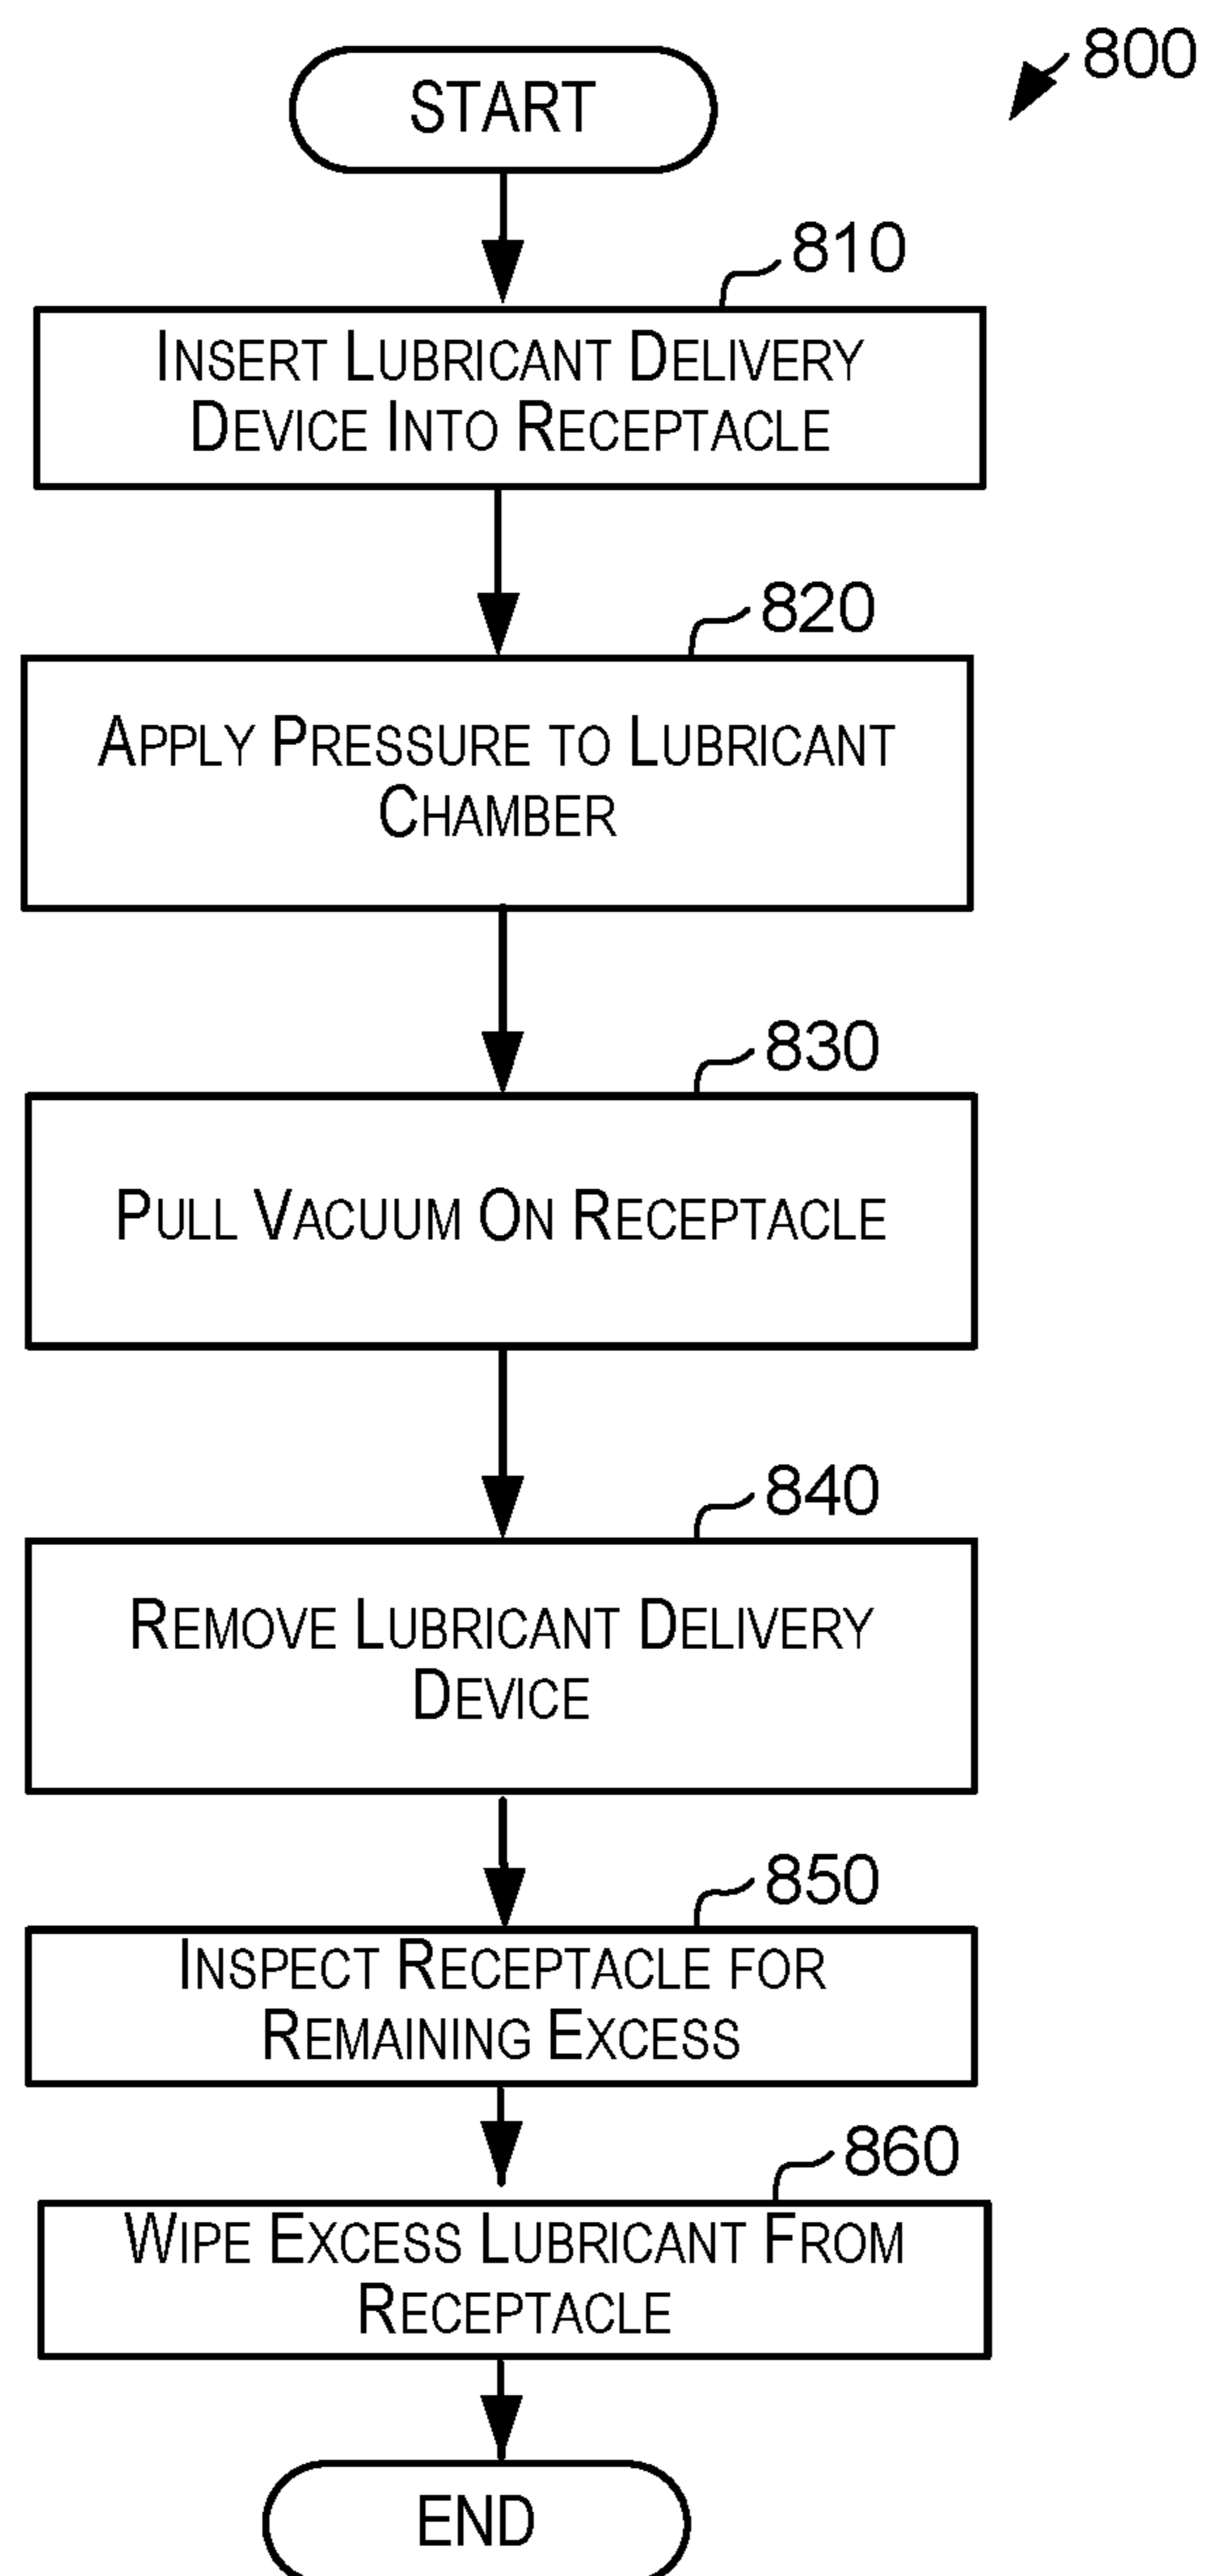 800
START
810
INSERT LUBRICANT DELIVERY
DEVICE INTO RECEPTACLE
820
APPLY PRESSURE TO LUBRICANT
CHAMBER
830
PULL VACUUM ON RECEPTACLE
840
REMOVE LUBRICANT DELIVERY
DEVICE
850
INSPECT RECEPTACLE FOR
REMAINING EXCESS
860
WIPE EXCESS LUBRICANT FROM
RECEPTACLE
END